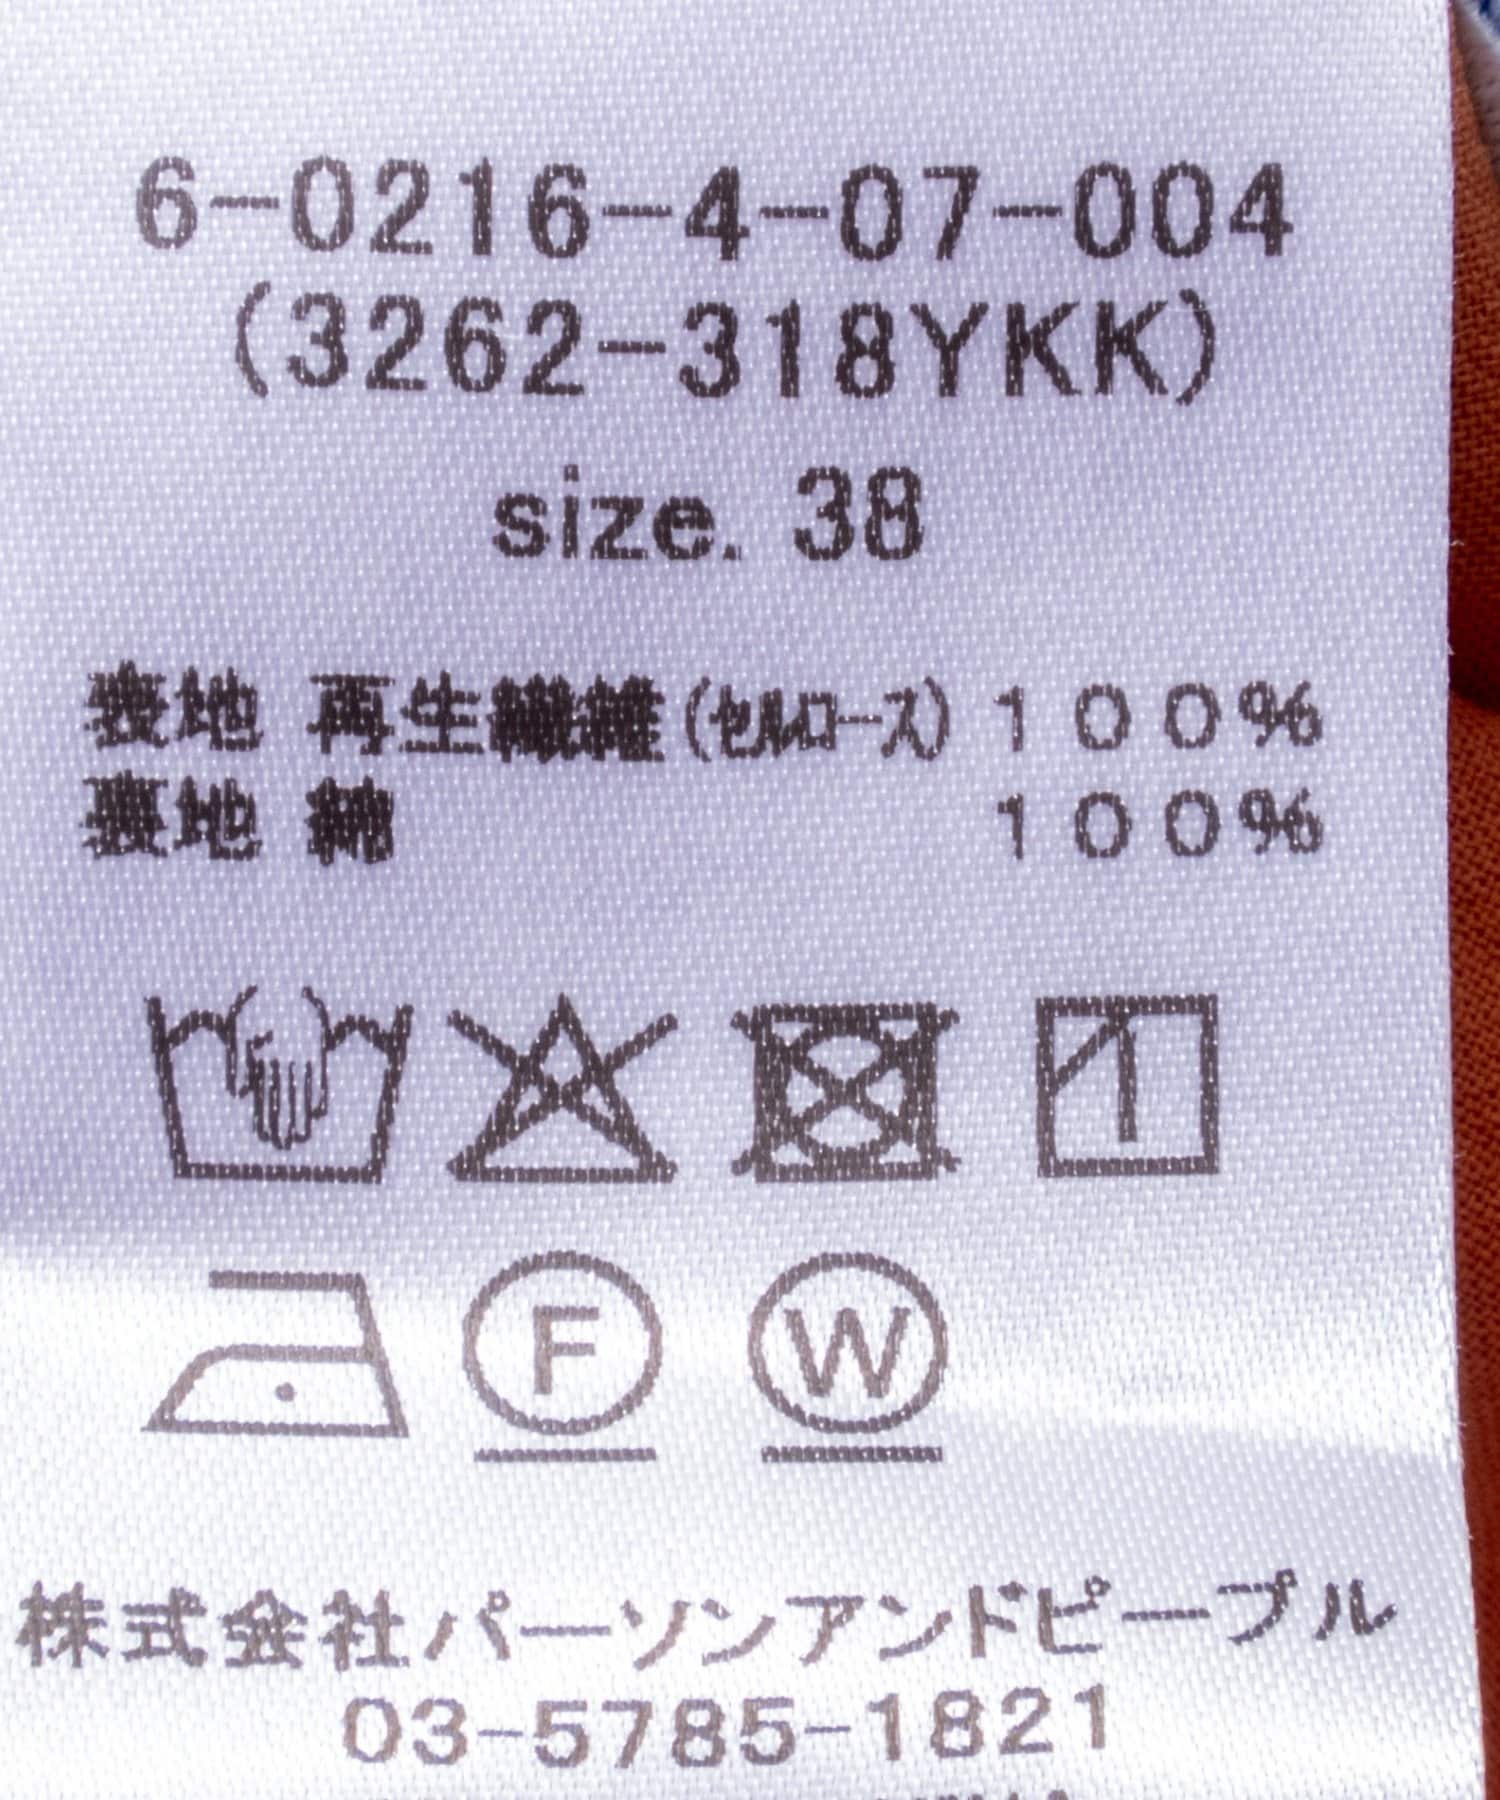 6-0216-4-07-004
(3262-318YKK)
size. 38
表地 再生繊維(セルロース) 100%
裏地 綿 100%
F W
株式会社パーソンアンドピープル
03-5785-1821